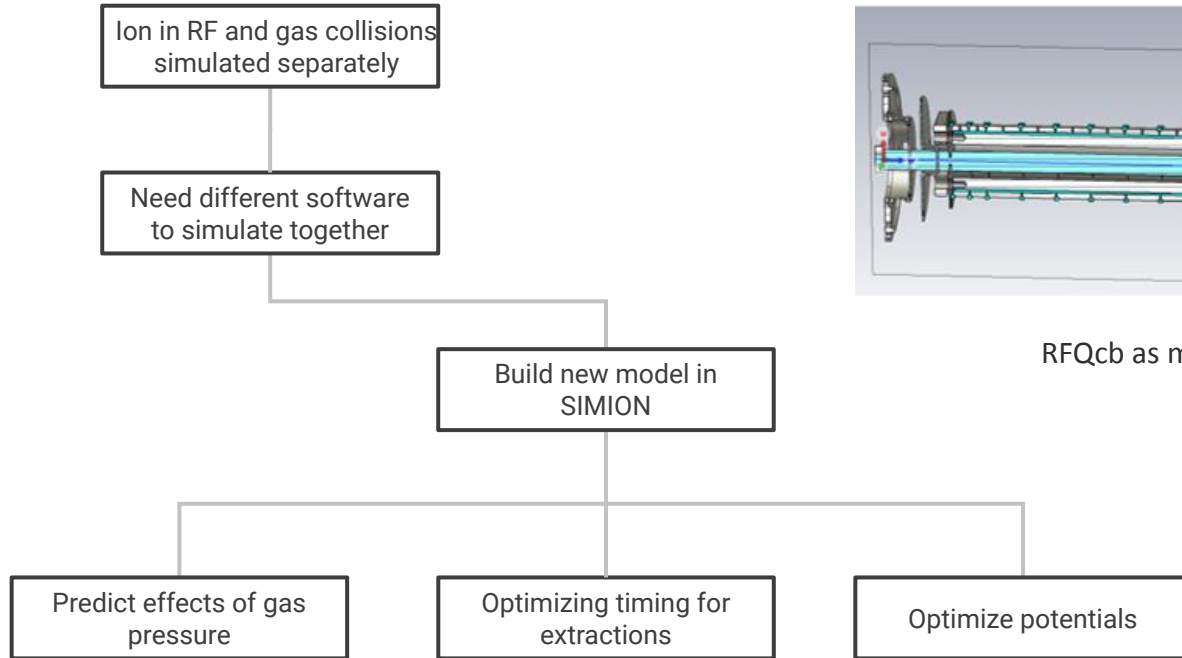 Ion in RF and gas collisions
simulated separately
Need different software
to simulate together
RFQcb as
Build new model in
SIMION
Predict effects of gas
pressure
Optimizing timing for
extractions
Optimize potentials